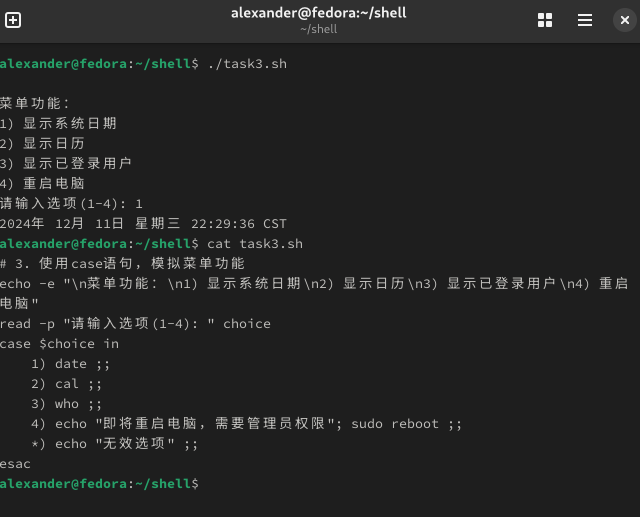 alexander@fedora:~/shell
~/shell
alexander@fedora:~/shell$ ./task3.sh
菜单功能：
1) 显示系统日期
2) 显示日历
3) 显示已登录用户
4) 重启电脑
请输入选项(1-4): 1
2024年 12月 11日 星期三 22:29:36 CST
alexander@fedora:~/shell$ cat task3.sh
# 3. 使用case语句，模拟菜单功能
echo -e "\n菜单功能：\n1) 显示系统日期\n2) 显示日历\n3) 显示已登录用户\n4) 重启
电脑"
read -p "请输入选项(1-4): " choice
case $choice in
    1) date ;;
    2) cal ;;
    3) who ;;
    4) echo "即将重启电脑，需要管理员权限"; sudo reboot ;;
    *) echo "无效选项" ;;
esac
alexander@fedora:~/shell$